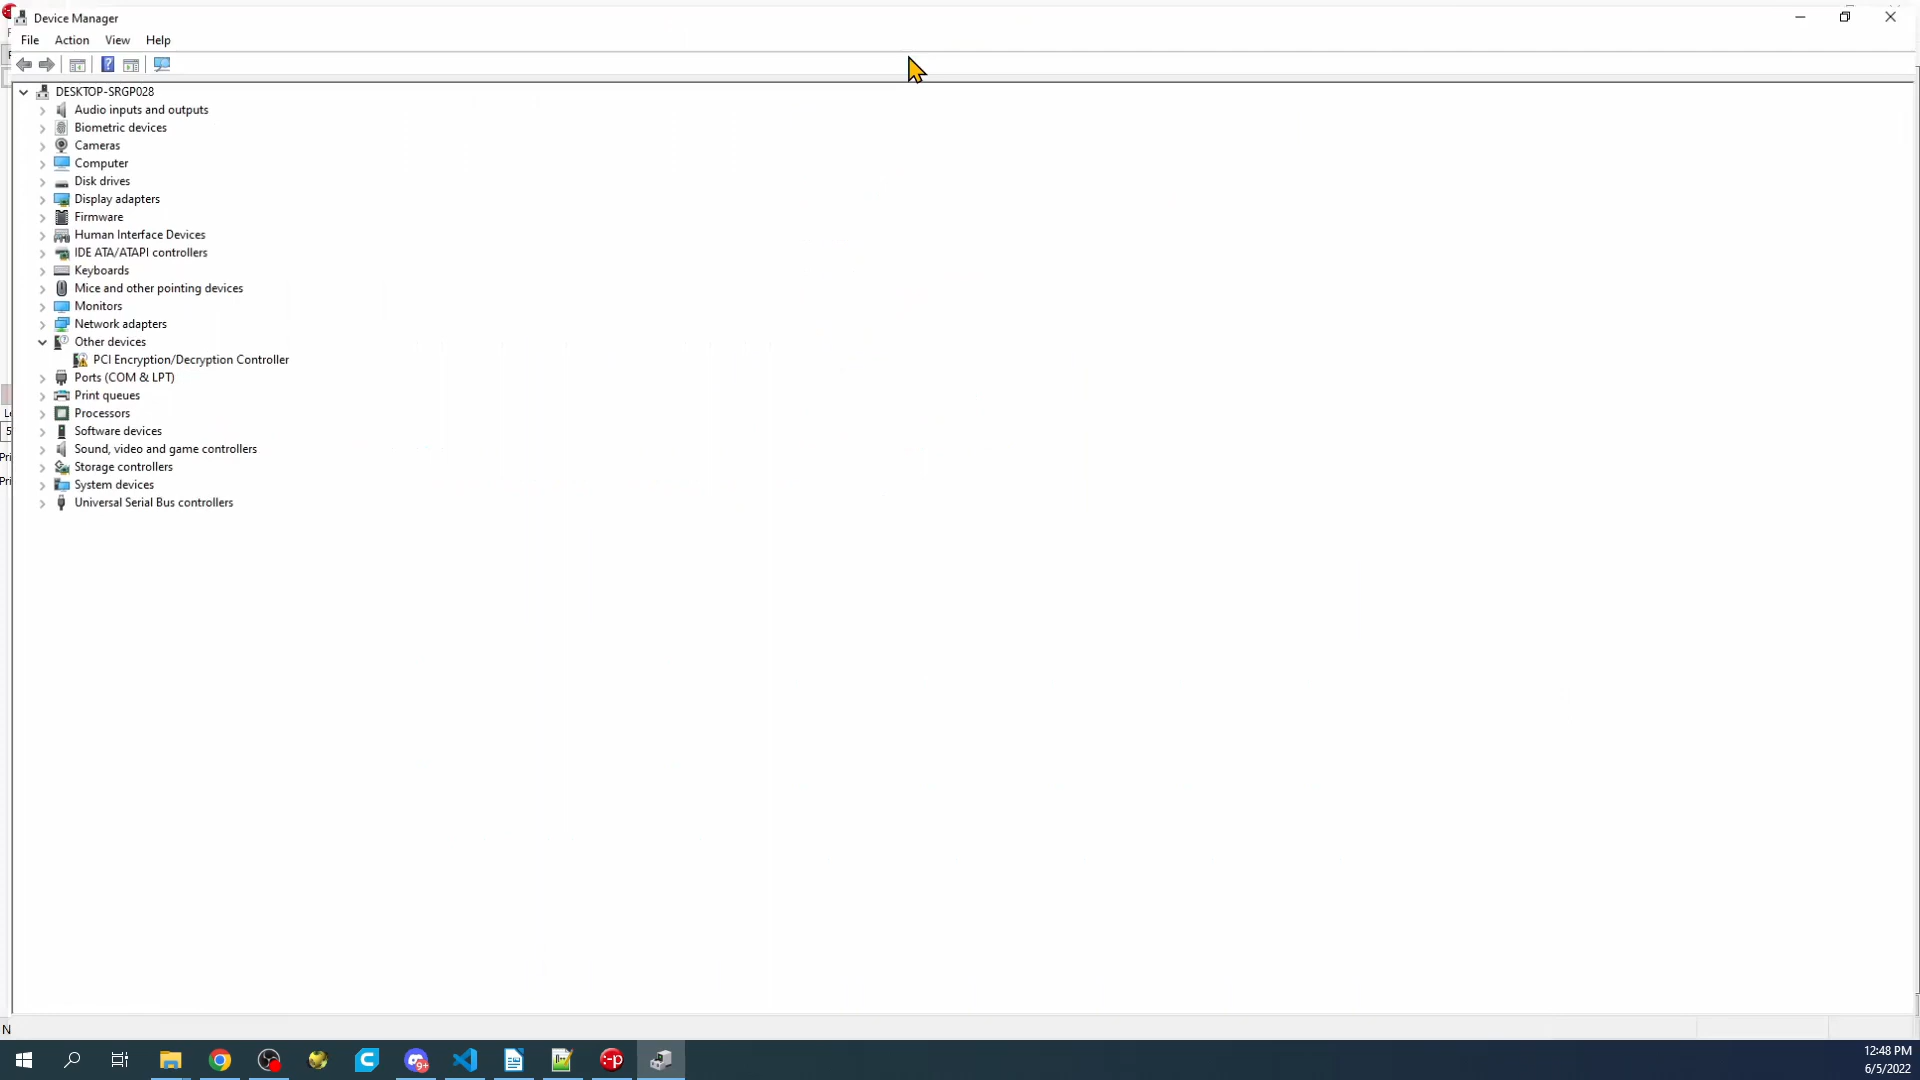 Device Manager
File Action View Help
DESKTOP-SRGP028
Audio inputs and outputs
Biometric devices
Cameras
Computer
Disk drives
Display adapters
Firmware
Human Interface Devices
IDE ATA/ATAPI controllers
Keyboards
Mice and other pointing devices
Monitors
Network adapters
Other devices
PCI Encryption/Decryption Controller
Ports (COM & LPT)
Print queues
Processors
Software devices
Sound, video and game controllers
Storage controllers
System devices
Universal Serial Bus controllers
Pri
Pri
N
9+
12:48 PM
6/5/2022